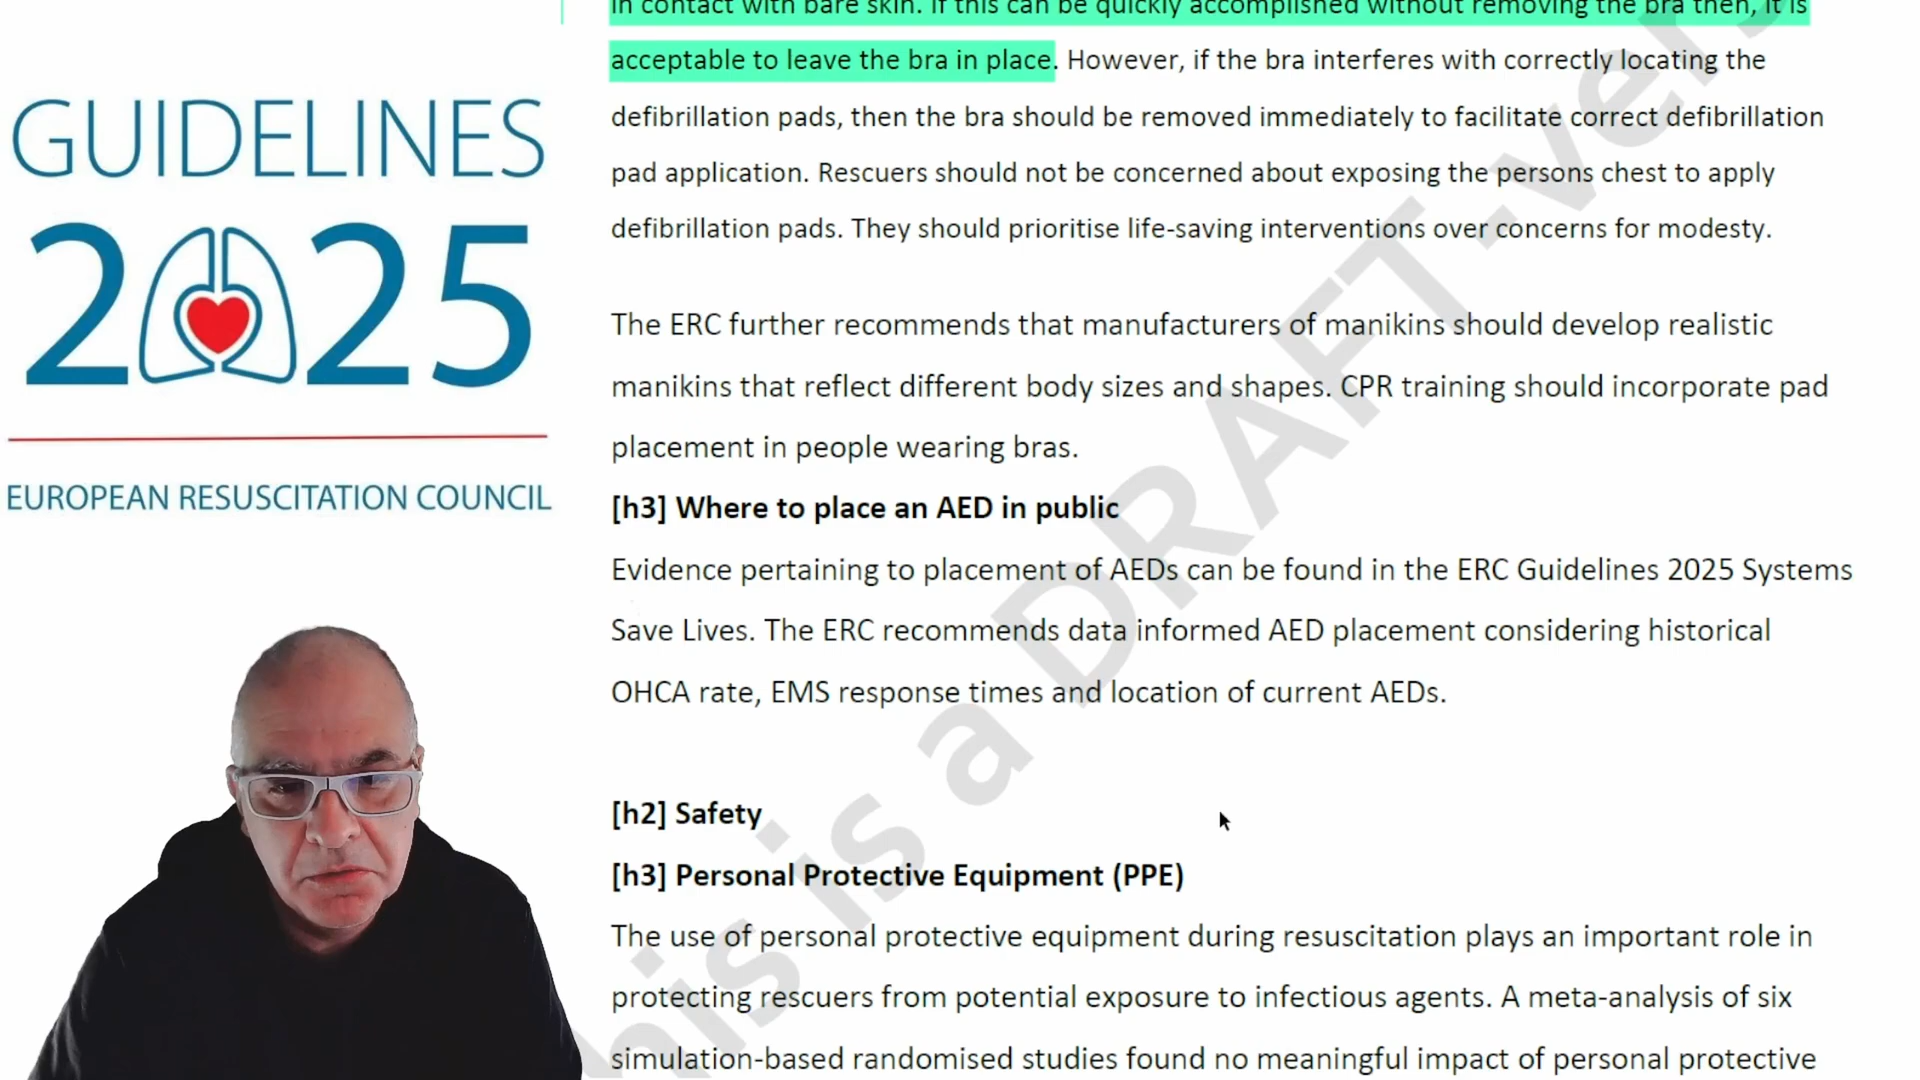 in contact with bare skin. If this can be quickly accomplished without removing the bra then, it is
acceptable to leave the bra in place. However, if the bra interferes with correctly locating the
defibrillation pads, then the bra should be removed immediately to facilitate correct defibrillation
pad application. Rescuers should not be concerned about exposing the persons chest to apply
defibrillation pads. They should prioritise life-saving interventions over concerns for modesty.
The ERC further recommends that manufacturers of manikins should develop realistic
manikins that reflect different body sizes and shapes. CPR training should incorporate pad
placement in people wearing bras.
[h3] Where to place an AED in public
Evidence pertaining to placement of AEDs can be found in the ERC Guidelines 2025 Systems
Save Lives. The ERC recommends data informed AED placement considering historical
OHCA rate, EMS response times and location of current AEDs.
[h2] Safety
[h3] Personal Protective Equipment (PPE)
The use of personal protective equipment during resuscitation plays an important role in
protecting rescuers from potential exposure to infectious agents. A meta-analysis of six
simulation-based randomised studies found no meaningful impact of personal protective
GUIDELINES
2025
EUROPEAN RESUSCITATION COUNCIL
is a DRAFT